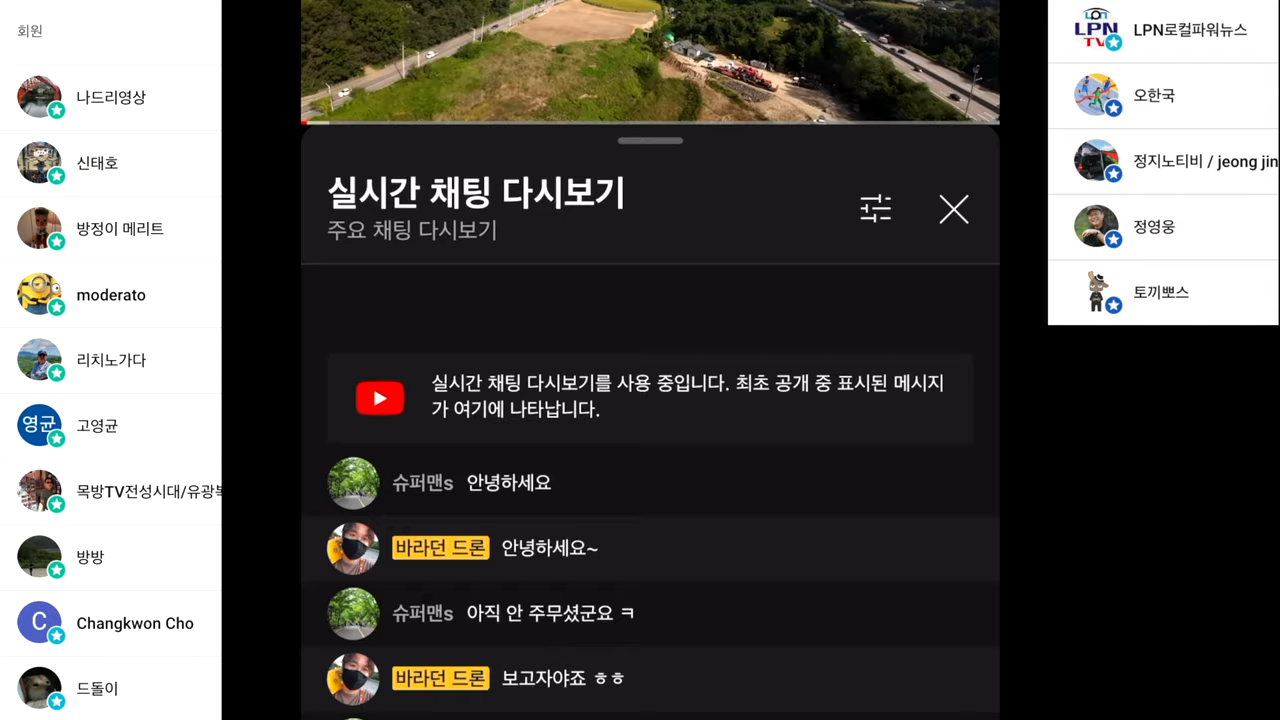 회원
나드리영상
신태호
방정이 메리트
moderato
리치노가다
영균
고영균
목방TV전성시대/유광
방방
C
Changkwon Cho
드돌이
실시간 채팅 다시보기
주요 채팅 다시보기
실시간 채팅 다시보기를 사용 중입니다. 최초 공개 중 표시된 메시지
가 여기에 나타납니다.
슈퍼맨s 안녕하세요
바라던 드론 안녕하세요~
슈퍼맨s 아직 안 주무셨군요 ㅋ
바라던 드론 보고자야죠 ㅎㅎ
LPN
TV
LPN로컬파워뉴스
오한국
정지노티비 / jeong jin
정영웅
토끼뽀스